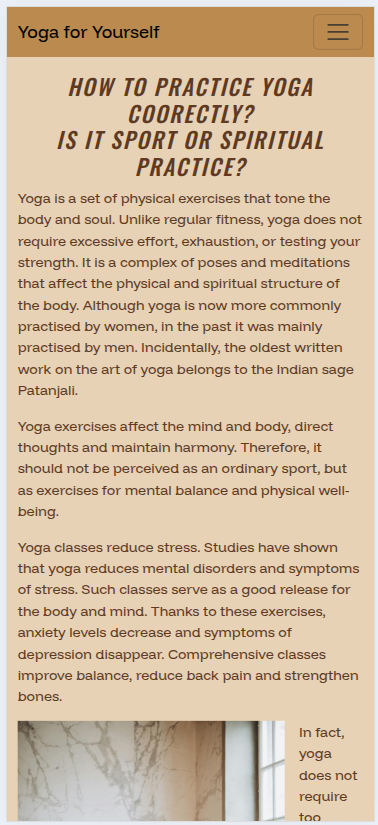 Yoga for Yourself
HOW TO PRACTICE YOGA
COORECTLY?
IS IT SPORT OR SPIRITUAL
PRACTICE?
Yoga is a set of physical exercises that tone the
body and soul. Unlike regular fitness, yoga does not
require excessive effort, exhaustion, or testing your
strength. It is a complex of poses and meditations
that affect the physical and spiritual structure of
the body. Although yoga is now more commonly
practised by women, in the past it was mainly
practised by men. Incidentally, the oldest written
work on the art of yoga belongs to the Indian sage
Patanjali.
Yoga exercises affect the mind and body, direct
thoughts and maintain harmony. Therefore, it
should not be perceived as an ordinary sport, but
as exercises for mental balance and physical well-
being.
Yoga classes reduce stress. Studies have shown
that yoga reduces mental disorders and symptoms
of stress. Such classes serve as a good release for
the body and mind. Thanks to these exercises,
anxiety levels decrease and symptoms of
depression disappear. Comprehensive classes
improve balance, reduce back pain and strengthen
bones.
In fact,
yoga
does not
require
too